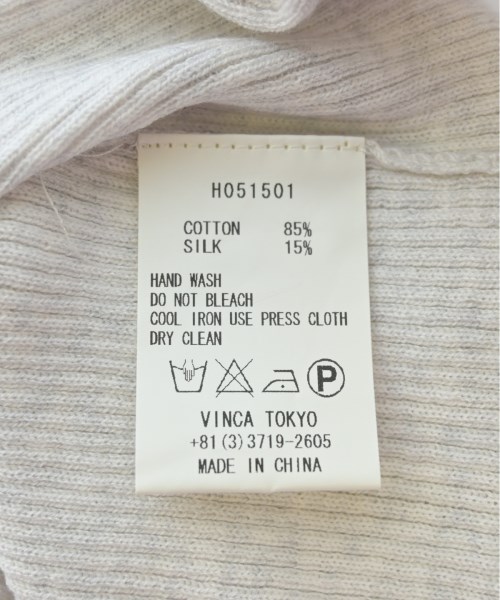 H051501
COTTON 85%
SILK 15%
HAND WASH
DO NOT BLEACH
COOL IRON USE PRESS CLOTH
DRY CLEAN
P
VINCA TOKYO
+81(3)3719-2605
MADE IN CHINA